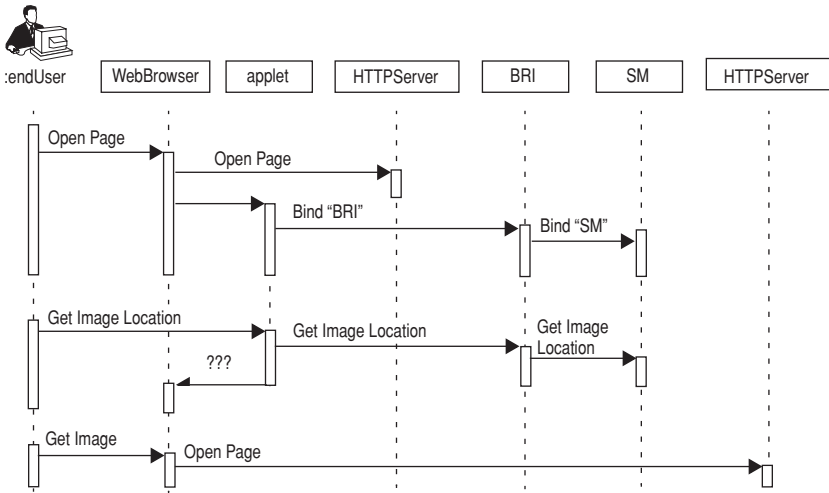 :endUser
WebBrowser
applet
HTTPServer
BRI
SM
HTTPServer
Open Page
Open Page
Bind “BRI”
Bind “SM”
Get Image Location
Get Image Location
Get Image
Location
???
Get Image
Open Page